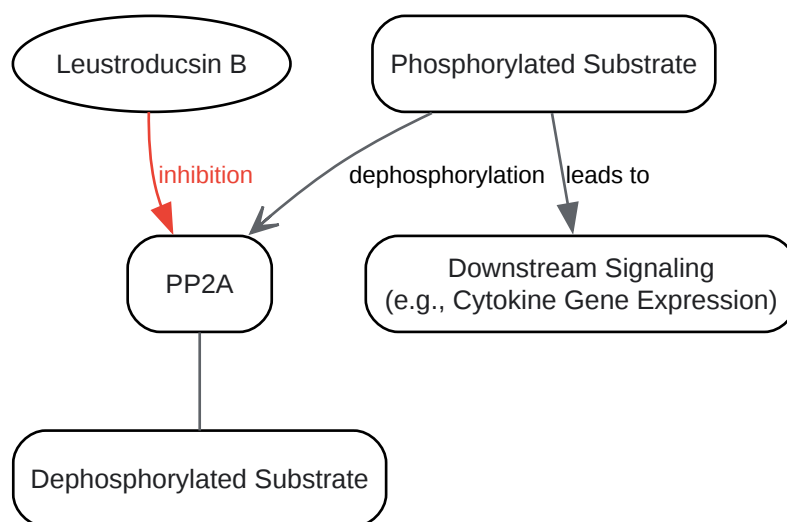 Leustroducsin B
Phosphorylated Substrate
inhibition
dephosphorylation
leads to
PP2A
Downstream Signaling
(e.g., Cytokine Gene Expression)
Dephosphorylated Substrate